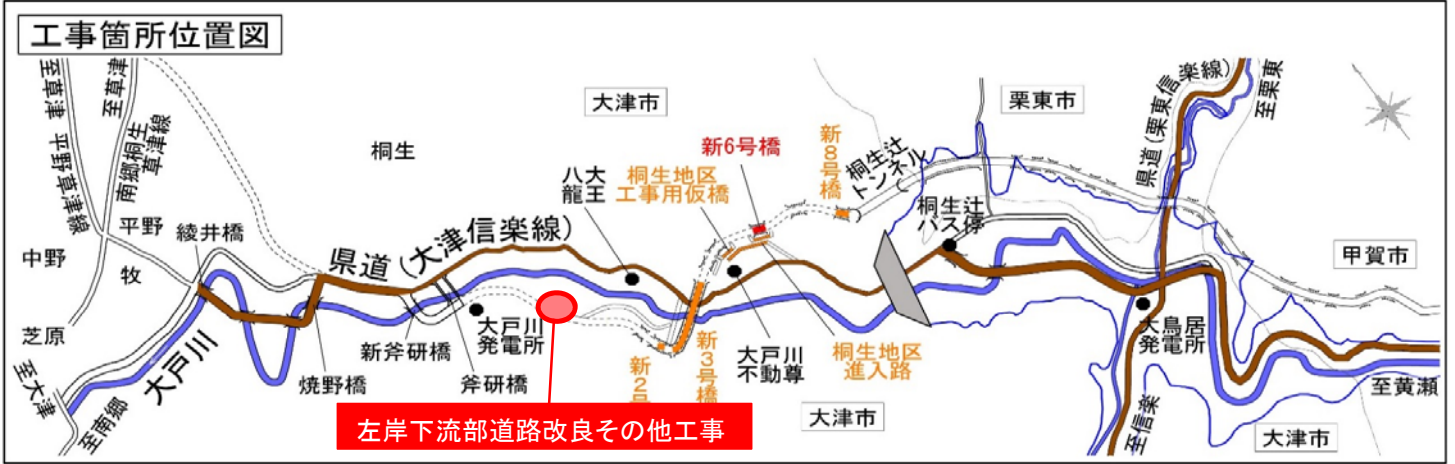 工事箇所位置図
至草津
平野草津線
至草津
南郷桐生草津線
桐生
大津市
栗東市
県道(栗東信楽線)
至栗東
新6号橋
新8号橋
桐生辻トンネル
八大
龍王
桐生地区
工事用仮橋
桐生辻
バス停
甲賀市
中野
平野
牧
綾井橋
県道(大津信楽線)
芝原
至大津
至南郷
大戸川
焼野橋
新斧研橋
斧研橋
大戸川
発電所
新2号
新3号橋
大戸川
不動尊
桐生地区
進入路
大鳥居
発電所
至黄瀬
至信楽
大津市
大津市
左岸下流部道路改良その他工事